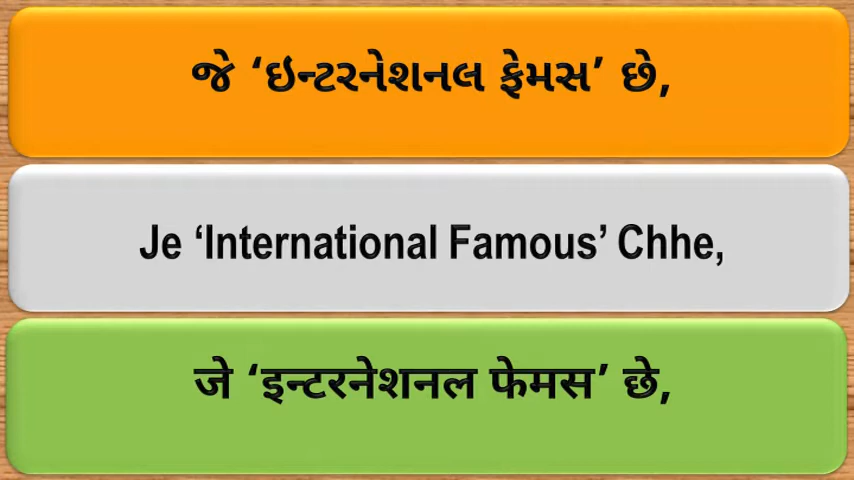 જે ‘ઇન્ટરનેશનલ ફેમસ’ છે,
Je ‘International Famous’ Chhe,
जे ‘इन्टरनेशनल फेमस’ छे,